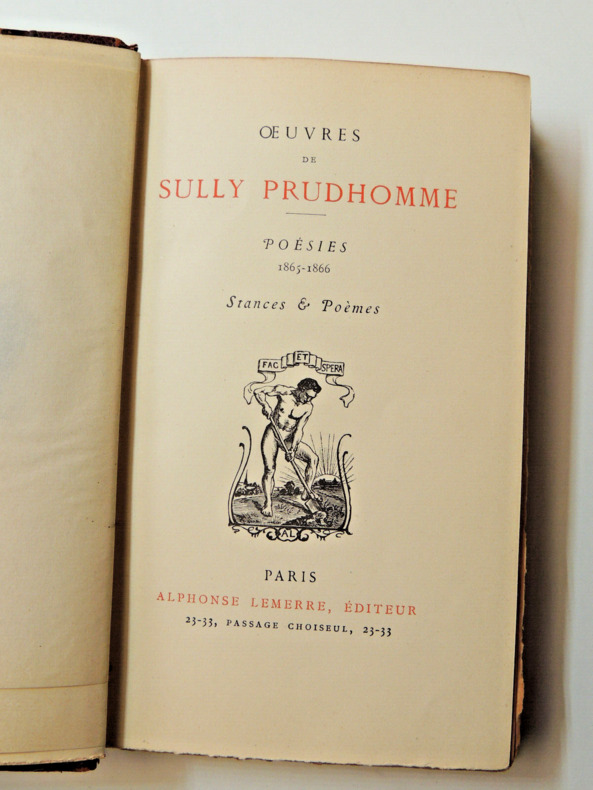 ŒUVRES
DE
SULLY PRUDHOMME
POÉSIES
1865-1866
Stances & Poèmes
FAC ET SPERA
AL
PARIS
ALPHONSE LEMERRE, ÉDITEUR
23-33, PASSAGE CHOISEUL, 23-33